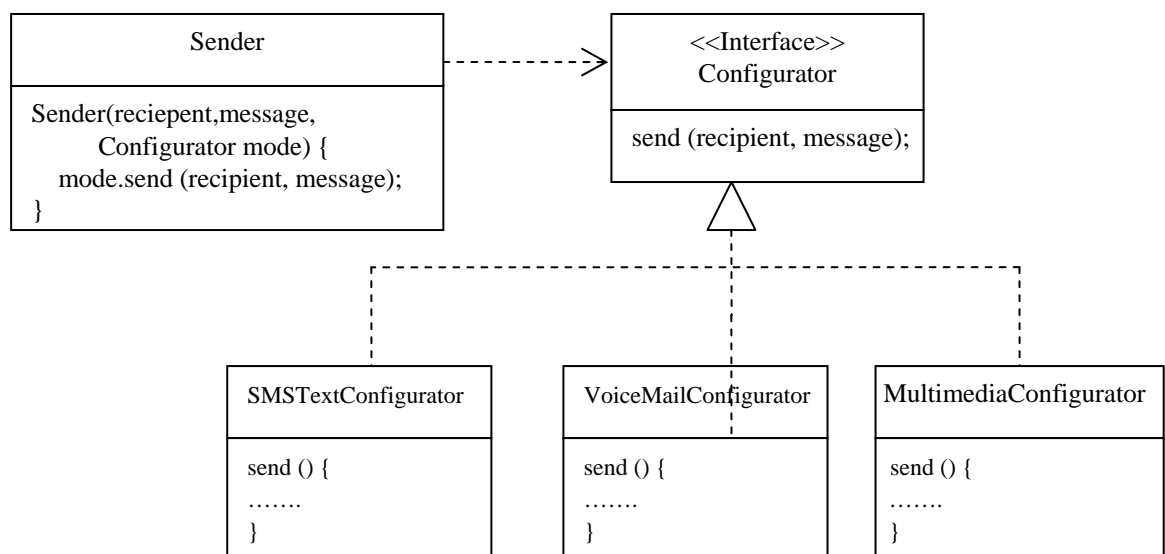 Sender
Sender(reciepent,message,
Configurator mode) {
mode.send (recipient, message);
}
<<Interface>>
Configurator
send (recipient, message);
SMSTextConfigurator
send () {
…….
}
VoiceMailConfigurator
send () {
…….
}
MultimediaConfigurator
send () {
…….
}